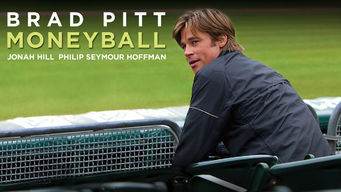 BRAD PITT
MONEYBALL
JONAH HILL PHILIP SEYMOUR HOFFMAN